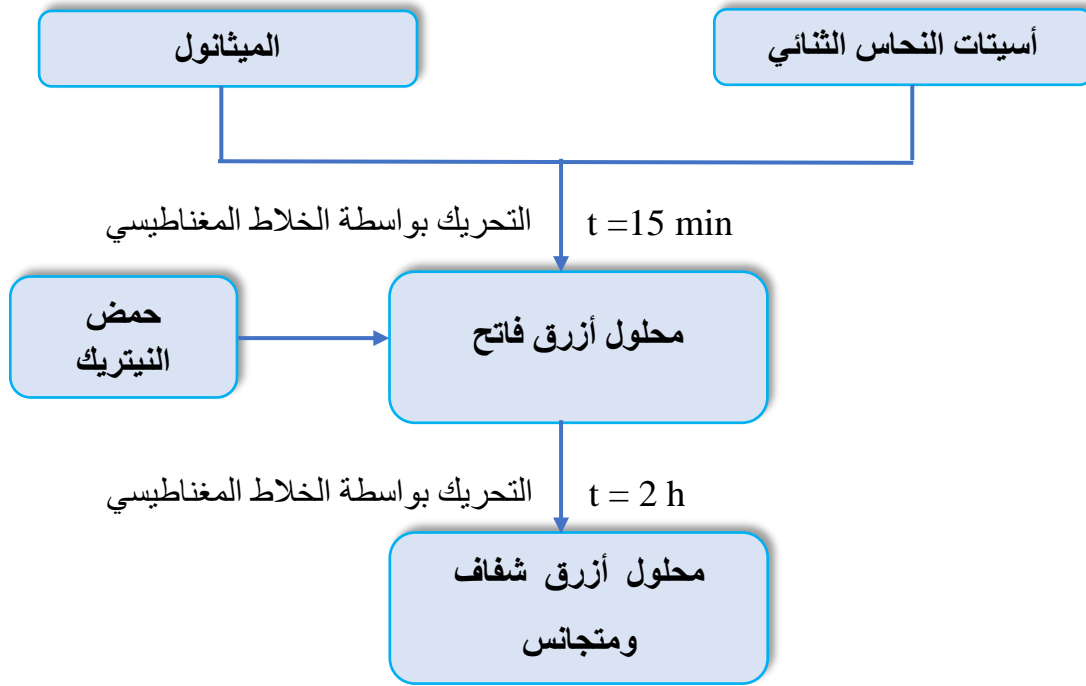 أسيتات النحاس الثنائي
الميثانول
التحريك بواسطة الخلاط المغناطيسي
t =15 min
محلول أزرق فاتح
حمض
النيتريك
التحريك بواسطة الخلاط المغناطيسي
t = 2 h
محلول أزرق شفاف
ومتجانس